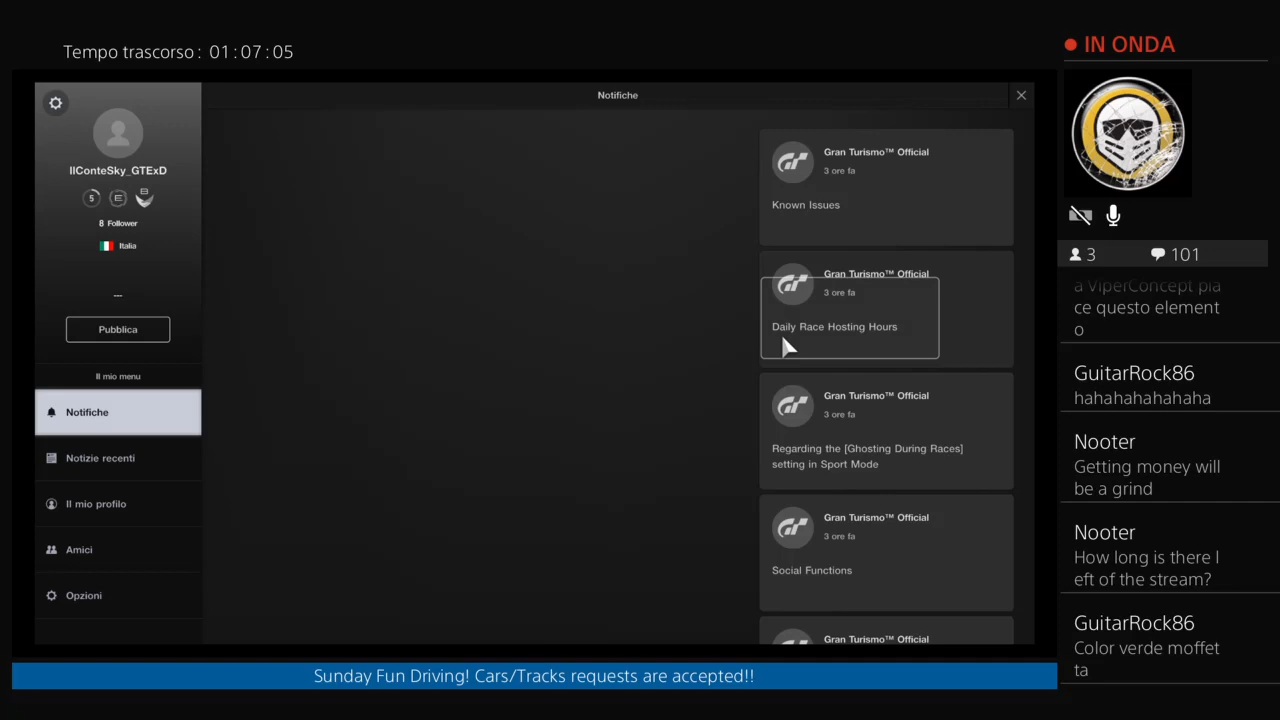 Tempo trascorso: 01:07:05
IN ONDA
Notifiche
IlConteSky_GTExD
5 E B
8 Follower
Italia
---
Pubblica
Il mio menu
Notifiche
Notizie recenti
Il mio profilo
Amici
Opzioni
Gran Turismo™ Official
3 ore fa
Known Issues
Gran Turismo™ Official
3 ore fa
Daily Race Hosting Hours
Gran Turismo™ Official
3 ore fa
Regarding the [Ghosting During Races]
setting in Sport Mode
Gran Turismo™ Official
3 ore fa
Social Functions
Gran Turismo™ Official
3 101
a ViperConcept pia
ce questo element
o
GuitarRock86
hahahahahahaha
Nooter
Getting money will
be a grind
Nooter
How long is there l
eft of the stream?
GuitarRock86
Color verde moffet
ta
Sunday Fun Driving! Cars/Tracks requests are accepted!!